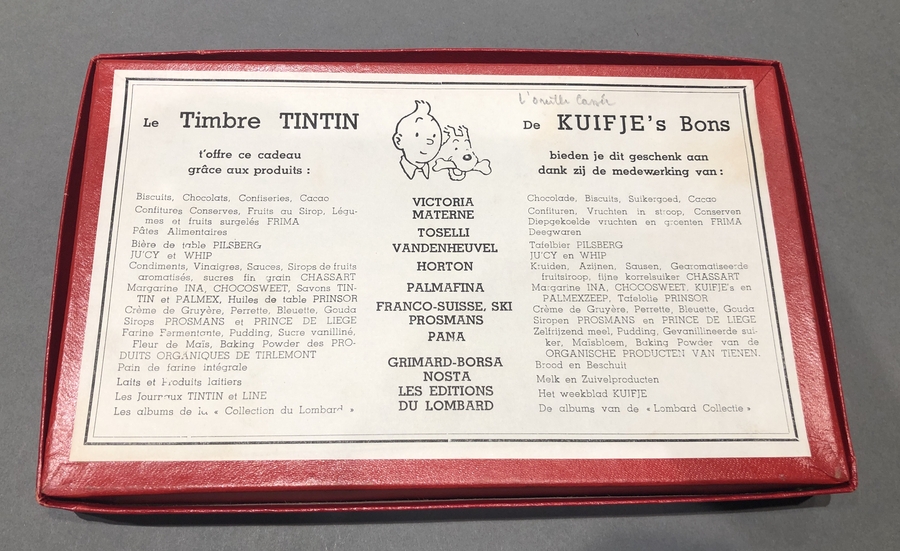 Le Timbre TINTIN
t'offre ce cadeau
grâce aux produits :
Biscuits, Chocolats, Confiseries, Cacao
Confitures Conserves, Fruits au Sirop, Légu-
mes et fruits surgelés FRIMA
Pâtes Alimentaires
Bière de table PILSBERG
JU'CY et WHIP
Condiments, Vinaigres, Sauces, Sirops de fruits
aromatisés, sucres fin grain CHASSART
Margarine INA, CHOCOSWEET, Savons TIN-
TIN et PALMEX, Huiles de table PRINSOR
Crème de Gruyère, Perrette, Bleuette, Gouda
Sirops PROSMANS et PRINCE DE LIEGE
Farine Fermentante, Pudding, Sucre vanilliné,
Fleur de Maïs, Baking Powder des PRO-
DUITS ORGANIQUES DE TIRLEMONT
Pain de farine intégrale
Laits et Produits laitiers
Les Journaux TINTIN et LINE
Les albums de la « Collection du Lombard »
VICTORIA
MATERNE
TOSELLI
VANDENHEUVEL
HORTON
PALMAFINA
FRANCO-SUISSE, SKI
PROSMANS
PANA
GRIMARD-BORSA
NOSTA
LES EDITIONS
DU LOMBARD
L'oreille cassée
De KUIFJE's Bons
bieden je dit geschenk aan
dank zij de medewerking van :
Chocolade, Biscuits, Suikergoed, Cacao
Confituren, Vruchten in stroop, Conserven
Diepgekoelde vruchten en groenten FRIMA
Deegwaren
Tafelbier PILSBERG
JU'CY en WHIP
Kruiden, Azijnen, Sausen, Gearomatiseerde
fruitsiroop, fijne korrelsuiker CHASSART
Margarine INA, CHOCOSWEET, KUIFJE's en
PALMEXZEEP, Tafelolie PRINSOR
Crème de Gruyère, Perrette, Bleuette, Gouda
Siropen PROSMANS en PRINCE DE LIEGE
Zelfrijzend meel, Pudding, Gevanillineerde sui-
ker, Maïsbloem, Baking Powder van de
ORGANISCHE PRODUCTEN VAN TIENEN.
Brood en Beschuit
Melk en Zuivelproducten
Het weekblad KUIFJE
De albums van de « Lombard Collectie »